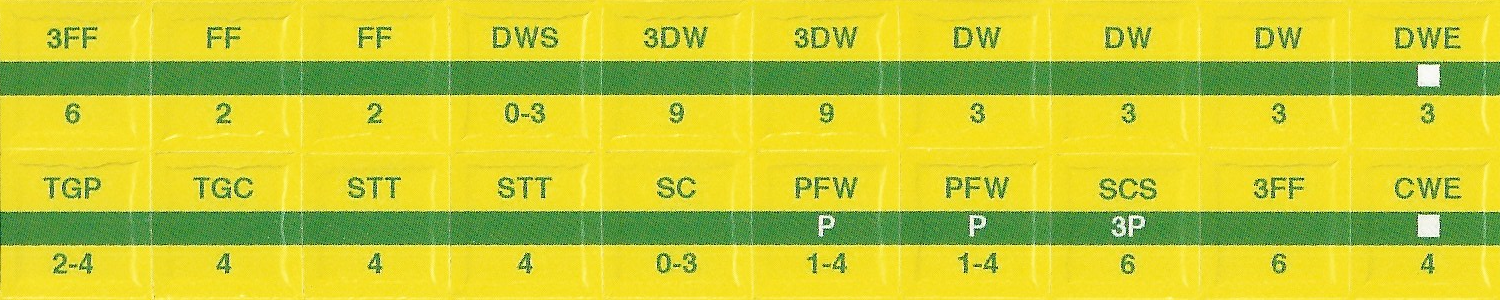 3FF FF FF DWS 3DW 3DW DW DW DW DWE
6 2 2 0-3 9 9 3 3 3 3
TGP TGC STT STT SC PFW PFW SCS 3FF CWE
P P 3P
2-4 4 4 4 0-3 1-4 1-4 6 6 4